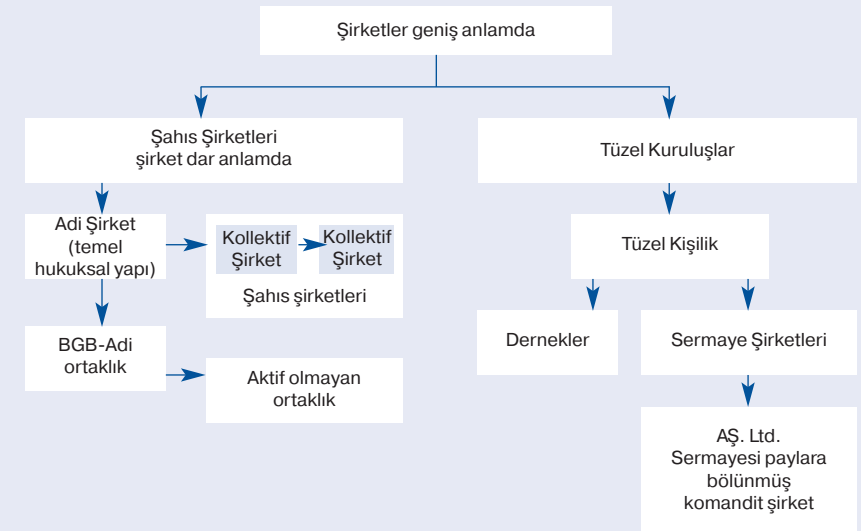 Şirketler geniş anlamda
Şahıs Şirketleri
şirket dar anlamda
Tüzel Kuruluşlar
Adi Şirket
(temel
hukuksal yapı)
Kollektif
Şirket
Kollektif
Şirket
Şahıs şirketleri
Tüzel Kişilik
BGB-Adi
ortaklık
Aktif olmayan
ortaklık
Dernekler
Sermaye Şirketleri
AŞ. Ltd.
Sermayesi paylara
bölünmüş
komandit şirket